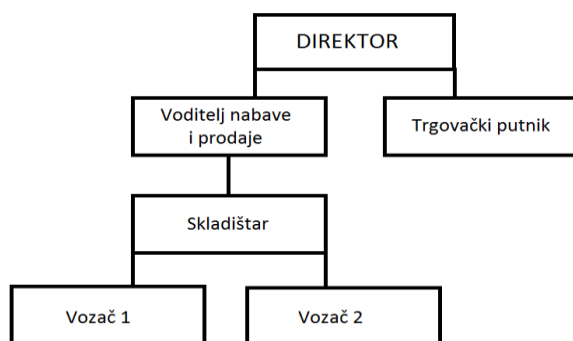 DIREKTOR
Voditelj nabave
i prodaje
Trgovački putnik
Skladištar
Vozač 1
Vozač 2